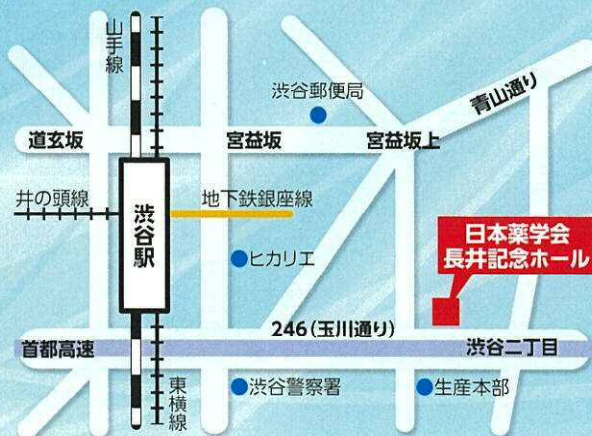 山手線
渋谷郵便局
青山通り
道玄坂
宮益坂
宮益坂上
井の頭線
渋谷駅
地下鉄銀座線
日本薬学会
長井記念ホール
ヒカリエ
246(玉川通り)
首都高速
渋谷二丁目
東横線
渋谷警察署
生産本部